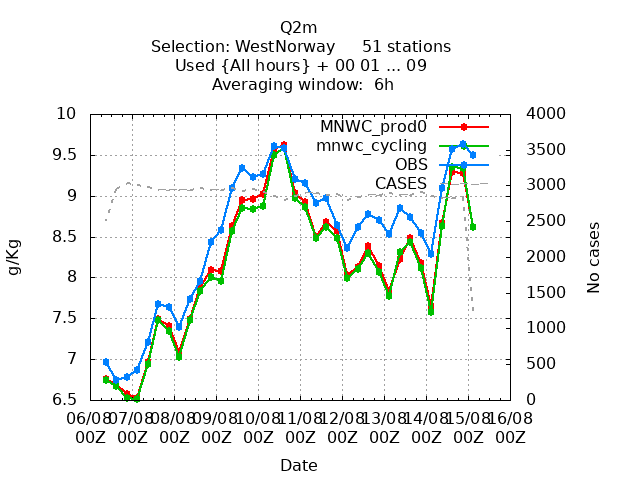 Q2m
Selection: WestNorway 51 stations
Used {All hours} + 00 01 ... 09
Averaging window: 6h
MNWC_prod0
mnwc_cycling
OBS
CASES
10
9.5
9
8.5
8
7.5
7
6.5
g/Kg
4000
3500
3000
2500
2000
1500
1000
500
0
No cases
06/08 07/08 08/08 09/08 10/08 11/08 12/08 13/08 14/08 15/08 16/08
00Z 00Z 00Z 00Z 00Z 00Z 00Z 00Z 00Z 00Z 00Z
Date